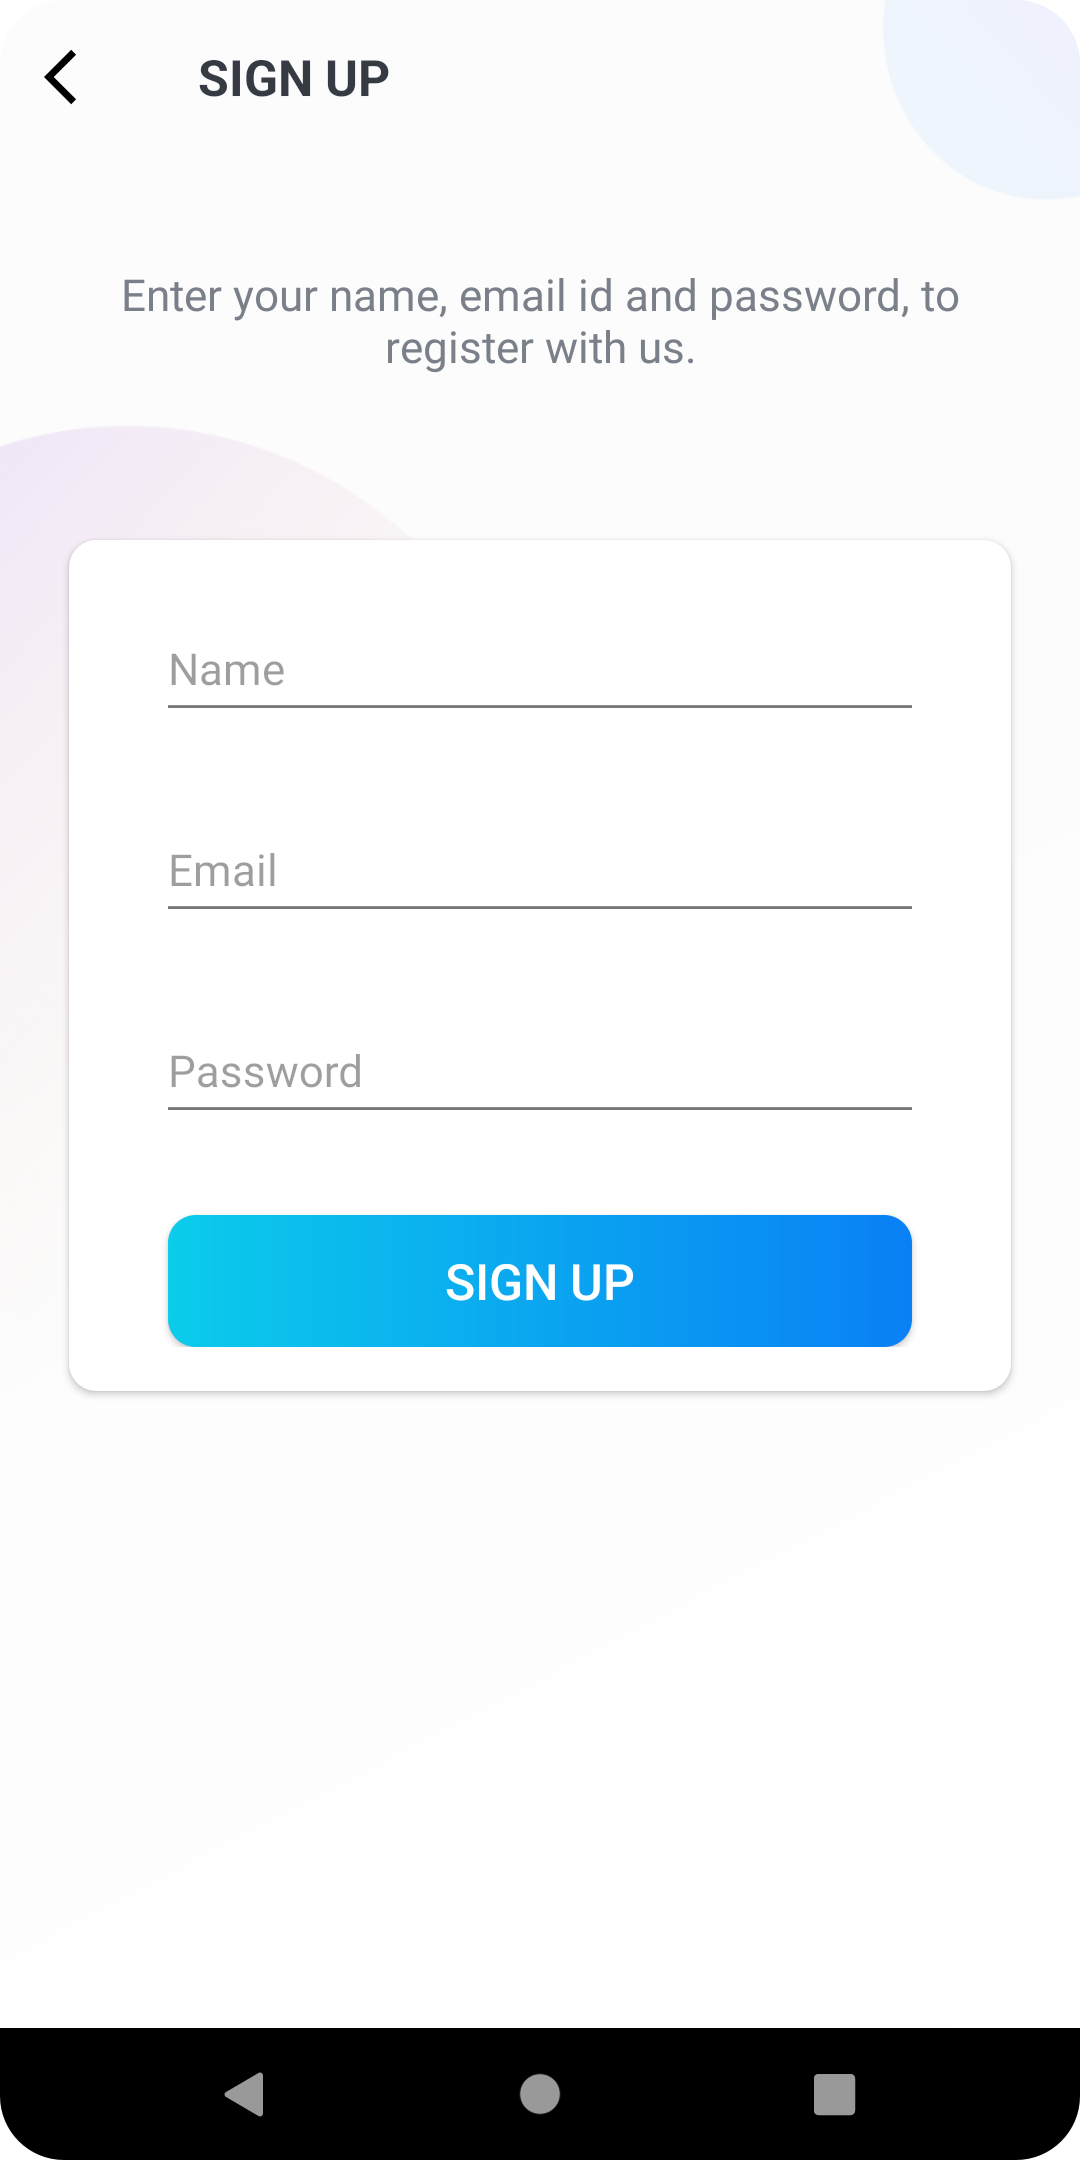 SIGN UP
Enter your name, email id and password, to
register with us.
Name
Email
Password
SIGN UP